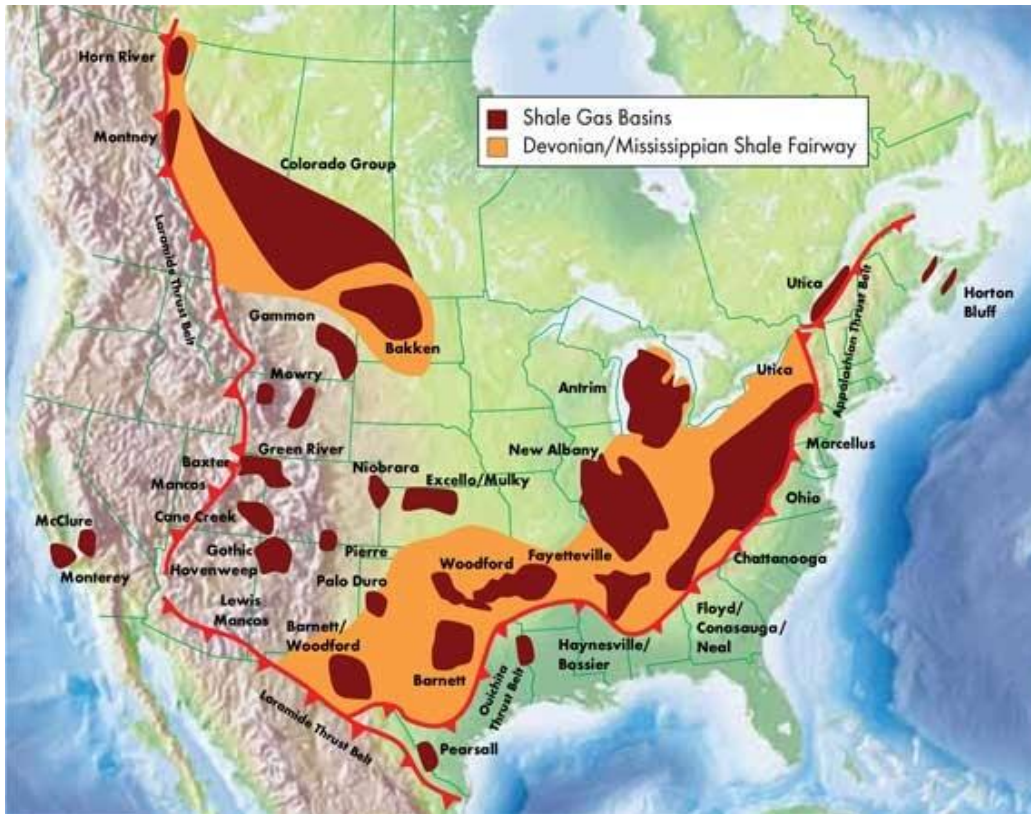 Horn River
Shale Gas Basins
Devonian/Mississippian Shale Fairway
Montney
Colorado Group
Laramide Thrust Belt
Utica
Appalachian Thrust Belt
Horton
Bluff
Gammon
Bakken
Utica
Mowry
Antrim
Marcellus
Green River
New Albany
Baxter
Niobrara
Excello/Mulky
Mancos
Ohio
Cane Creek
McClure
Gothic
Pierre
Woodford
Fayetteville
Chattanooga
Monterey
Hovenweep
Palo Duro
Lewis
Mancos
Floyd/
Conasauga/
Neal
Barnett/
Woodford
Haynesville/
Bossier
Barnett
Ouichita
Thrust Belt
Laramide Thrust Belt
Pearsall